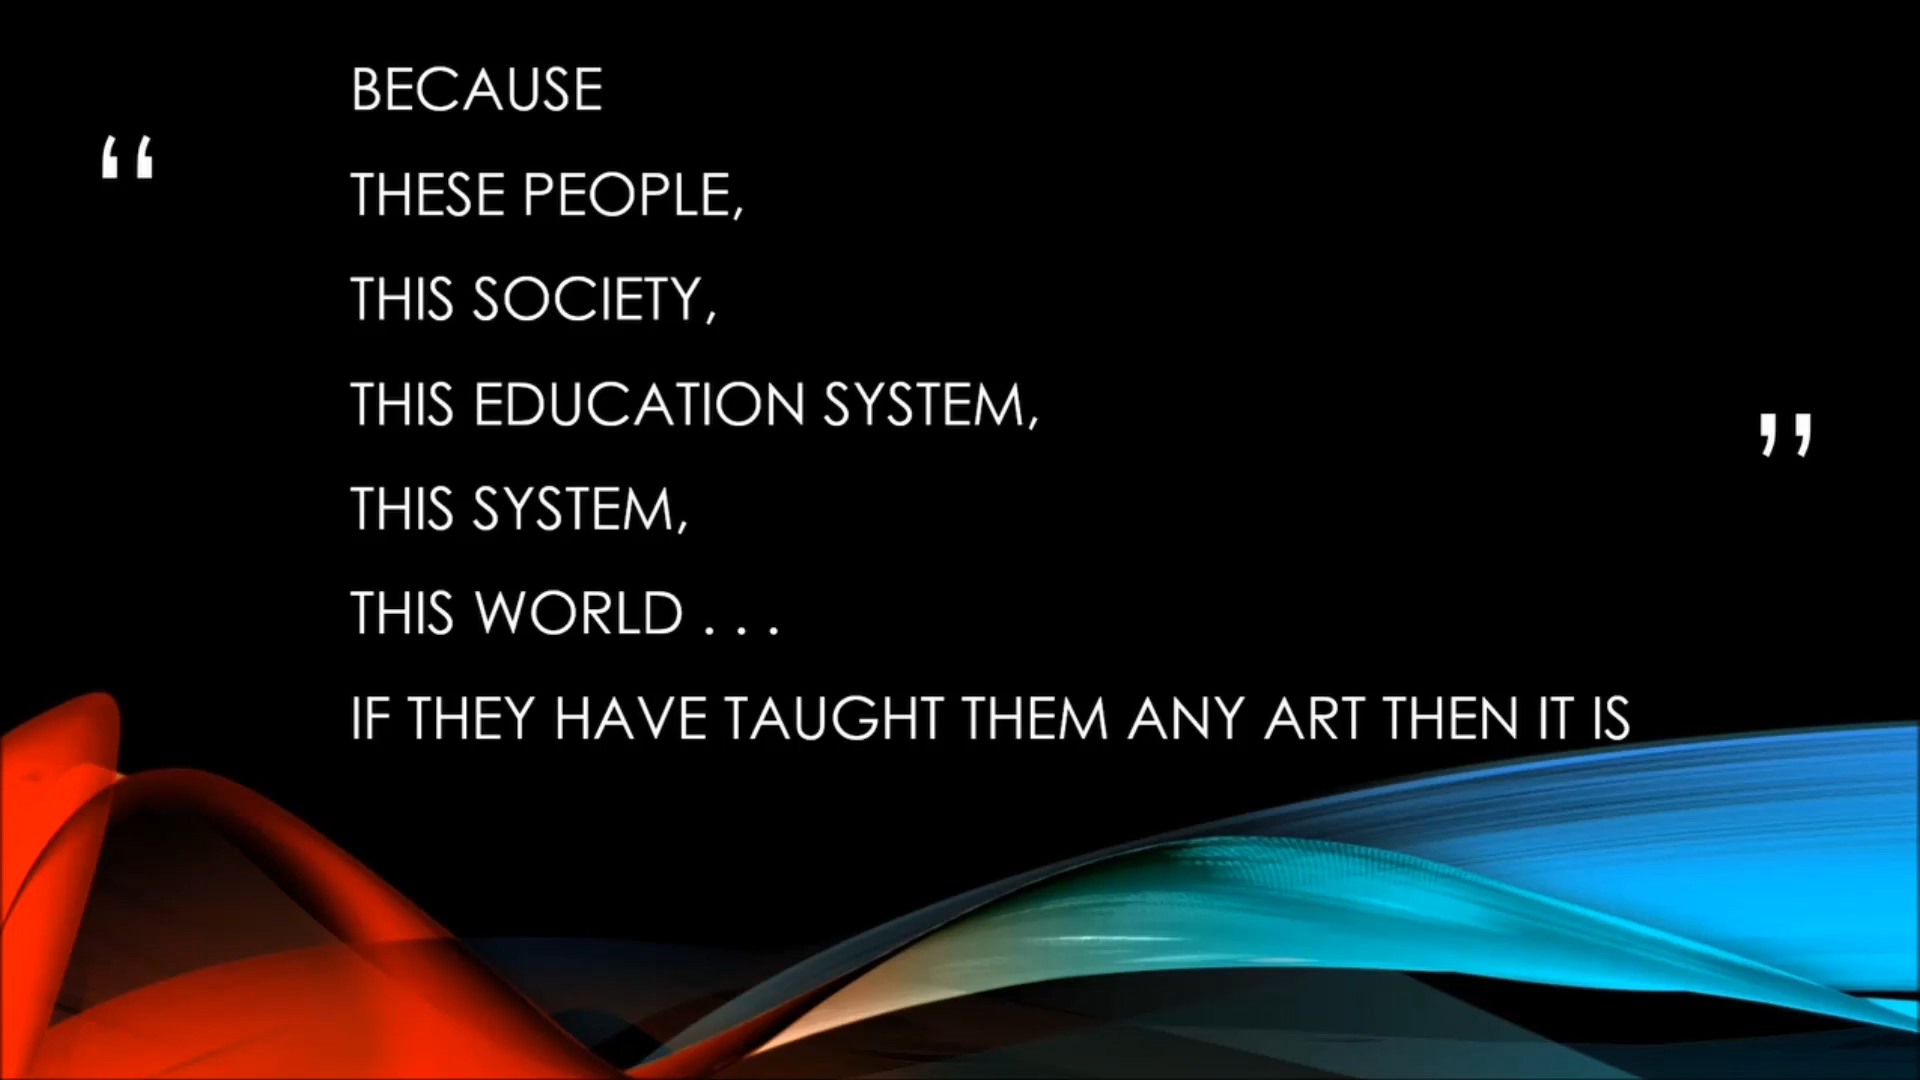 “
BECAUSE
THESE PEOPLE,
THIS SOCIETY,
THIS EDUCATION SYSTEM,
THIS SYSTEM,
THIS WORLD . . .
IF THEY HAVE TAUGHT THEM ANY ART THEN IT IS
”